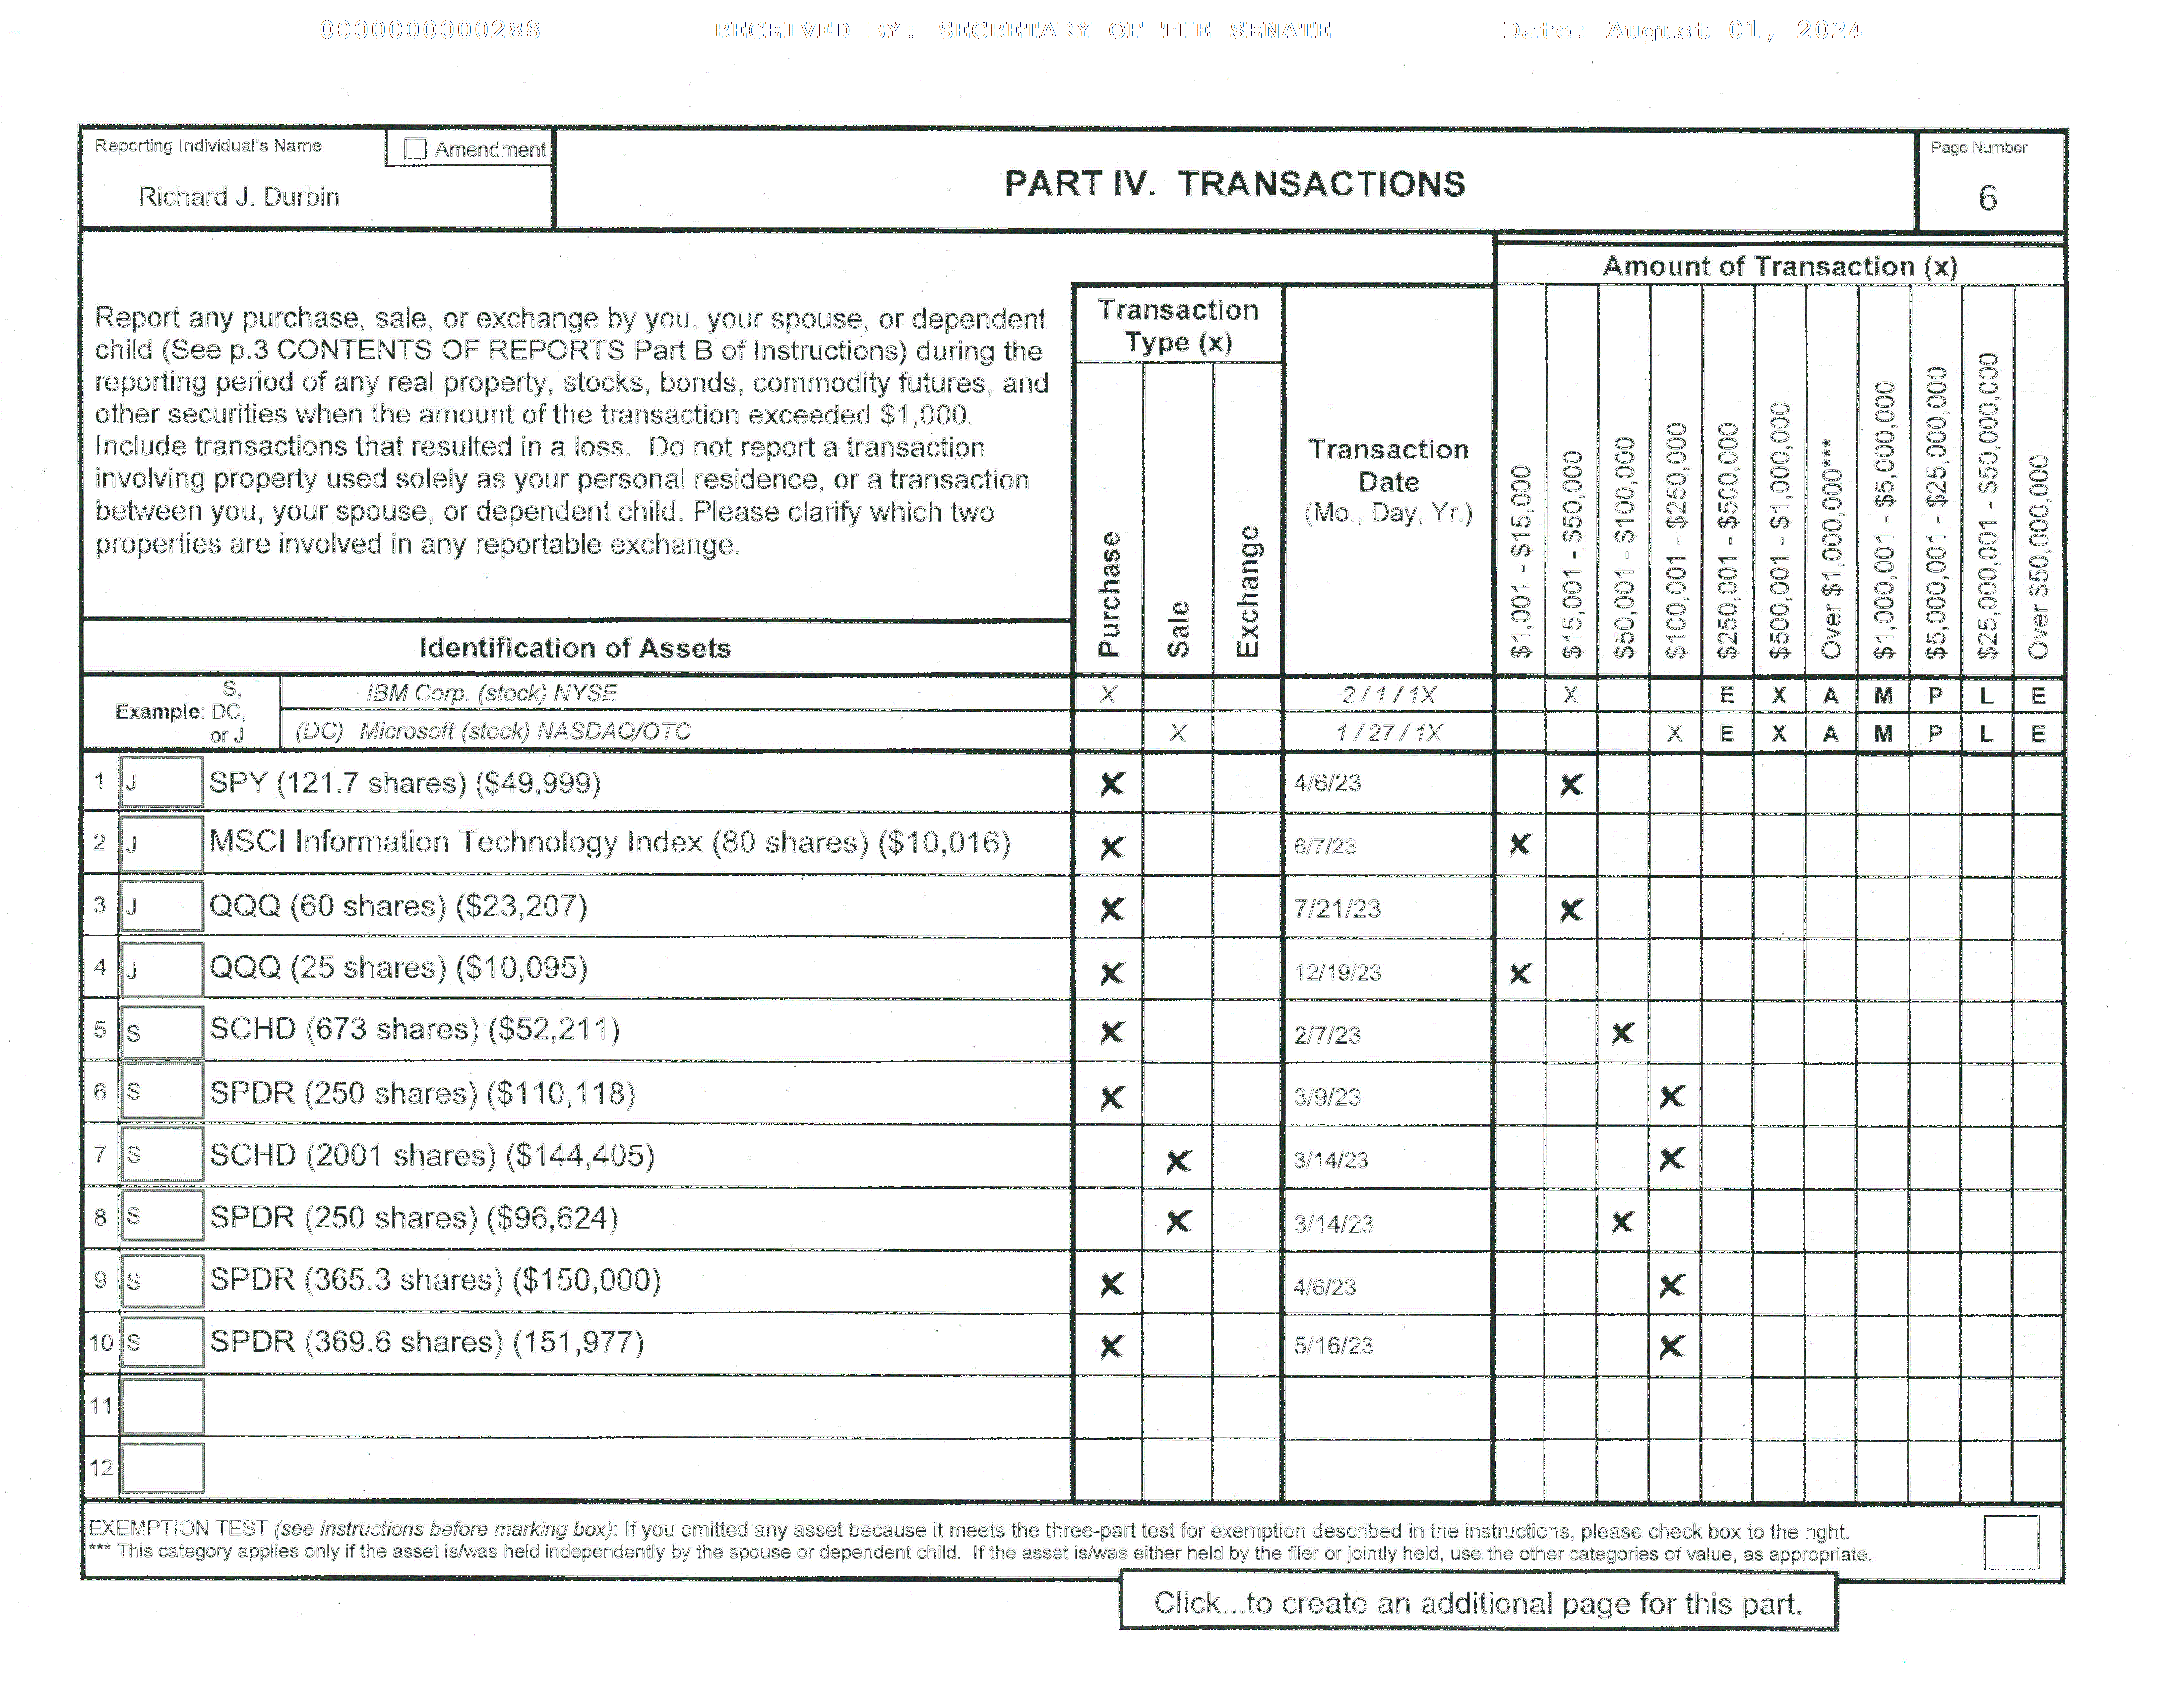 0000000000288 RECEIVED BY: SECRETARY OF THE SENATE Date: August 01, 2024
Reporting Individual's Name
Amendment
Richard J. Durbin
PART IV. TRANSACTIONS
Page Number
6
Report any purchase, sale, or exchange by you, your spouse, or dependent
child (See p.3 CONTENTS OF REPORTS Part B of Instructions) during the
reporting period of any real property, stocks, bonds, commodity futures, and
other securities when the amount of the transaction exceeded $1,000.
Include transactions that resulted in a loss. Do not report a transaction
involving property used solely as your personal residence, or a transaction
between you, your spouse, or dependent child. Please clarify which two
properties are involved in any reportable exchange.
Identification of Assets
Transaction
Type (x)
Purchase
Sale
Exchange
Transaction
Date
(Mo., Day, Yr.)
Amount of Transaction (x)
$1,001 - $15,000
$15,001 - $50,000
$50,001 - $100,000
$100,001 - $250,000
$250,001 - $500,000
$500,001 - $1,000,000
Over $1,000,000***
$1,000,001 - $5,000,000
$5,000,001 - $25,000,000
$25,000,001 - $50,000,000
Over $50,000,000
Example: S,
DC,
or J
IBM Corp. (stock) NYSE X 2 / 1 / 1X X E X A M P L E
(DC) Microsoft (stock) NASDAQ/OTC X 1 / 27 / 1X X E X A M P L E
1 J SPY (121.7 shares) ($49,999) X 4/6/23 X
2 J MSCI Information Technology Index (80 shares) ($10,016) X 6/7/23 X
3 J QQQ (60 shares) ($23,207) X 7/21/23 X
4 J QQQ (25 shares) ($10,095) X 12/19/23 X
5 S SCHD (673 shares) ($52,211) X 2/7/23 X
6 S SPDR (250 shares) ($110,118) X 3/9/23 X
7 S SCHD (2001 shares) ($144,405) X 3/14/23 X
8 S SPDR (250 shares) ($96,624) X 3/14/23 X
9 S SPDR (365.3 shares) ($150,000) X 4/6/23 X
10 S SPDR (369.6 shares) (151,977) X 5/16/23 X
11
12
EXEMPTION TEST (see instructions before marking box): If you omitted any asset because it meets the three-part test for exemption described in the instructions, please check box to the right.
*** This category applies only if the asset is/was held independently by the spouse or dependent child. If the asset is/was either held by the filer or jointly held, use the other categories of value, as appropriate.
Click...to create an additional page for this part.